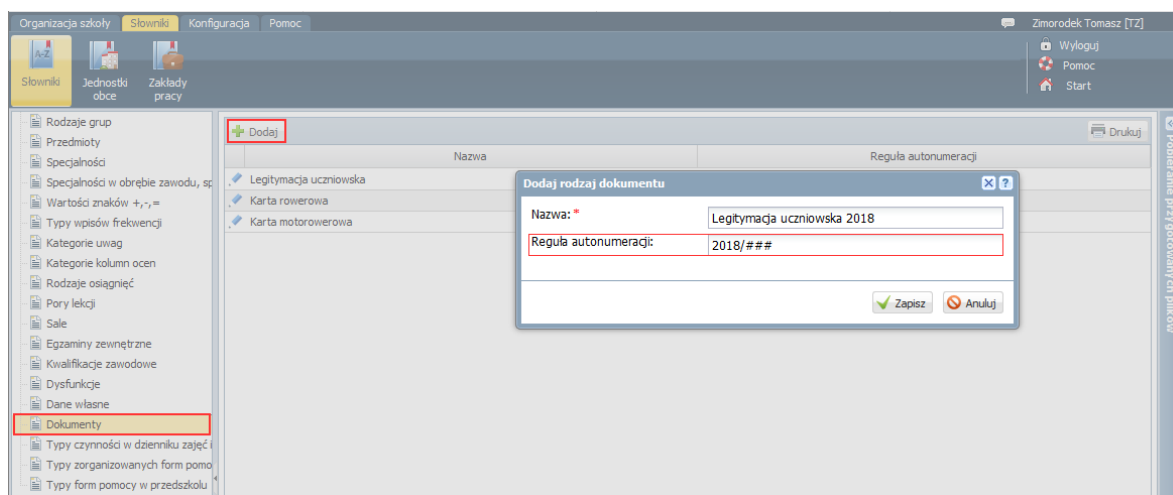 Organizacja szkoły Słowniki Konfiguracja Pomoc Zimorodek Tomasz [TZ]
A-Z
Słowniki
Jednostki obce
Zakłady pracy
Wyloguj
Pomoc
Start
Rodzaje grup
Przedmioty
Specjalności
Specjalności w obrębie zawodu, sp
Wartości znaków +,-,=
Typy wpisów frekwencji
Kategorie uwag
Kategorie kolumn ocen
Rodzaje osiągnięć
Pory lekcji
Sale
Egzaminy zewnętrzne
Kwalifikacje zawodowe
Dysfunkcje
Dane własne
Dokumenty
Typy czynności w dzienniku zajęć i
Typy zorganizowanych form pomo
Typy form pomocy w przedszkolu
Dodaj Drukuj
Nazwa Reguła autonumeracji
Legitymacja uczniowska
Karta rowerowa
Karta motorowerowa
Dodaj rodzaj dokumentu
Nazwa: * Legitymacja uczniowska 2018
Reguła autonumeracji: 2018/###
Zapisz Anuluj
Pobieranie przygotowanych plików